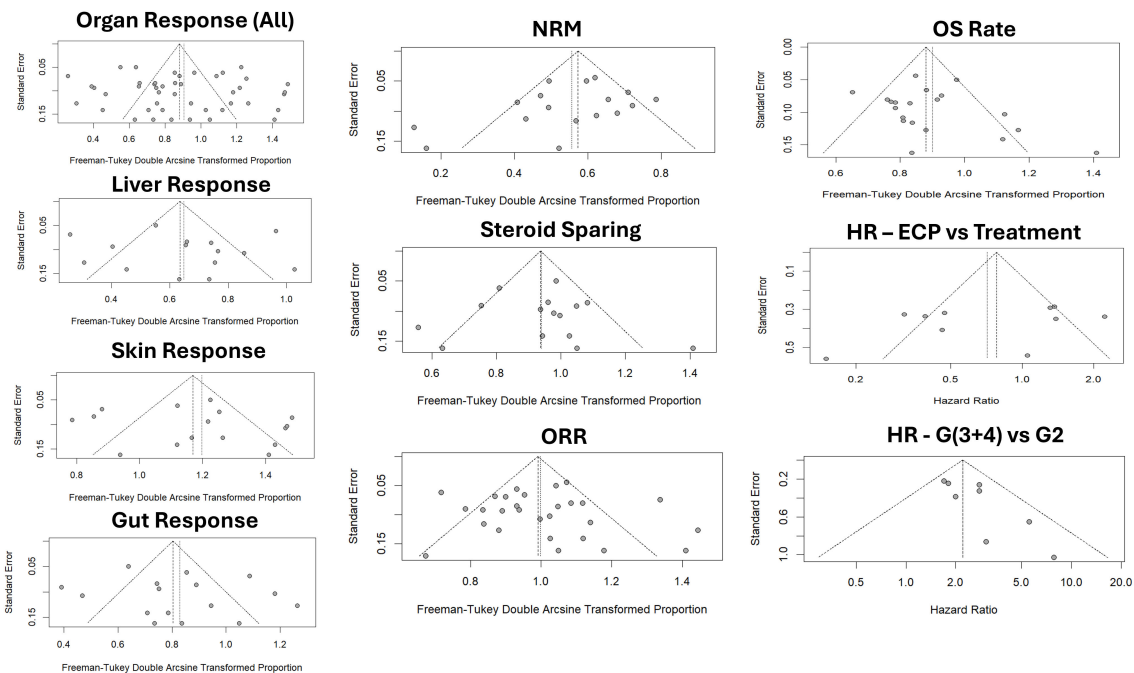 Organ Response (All)
Standard Error
0.05
0.15
0.4 0.6 0.8 1.0 1.2 1.4
Freeman-Tukey Double Arcsine Transformed Proportion
Liver Response
Standard Error
0.05
0.15
0.4 0.6 0.8 1.0
Freeman-Tukey Double Arcsine Transformed Proportion
Skin Response
Standard Error
0.05
0.15
0.8 1.0 1.2 1.4
Freeman-Tukey Double Arcsine Transformed Proportion
Gut Response
Standard Error
0.05
0.15
0.4 0.6 0.8 1.0 1.2
Freeman-Tukey Double Arcsine Transformed Proportion
NRM
Standard Error
0.05
0.15
0.2 0.4 0.6 0.8
Freeman-Tukey Double Arcsine Transformed Proportion
Steroid Sparing
Standard Error
0.05
0.15
0.6 0.8 1.0 1.2 1.4
Freeman-Tukey Double Arcsine Transformed Proportion
ORR
Standard Error
0.05
0.15
0.8 1.0 1.2 1.4
Freeman-Tukey Double Arcsine Transformed Proportion
OS Rate
Standard Error
0.00
0.05
0.10
0.15
0.6 0.8 1.0 1.2 1.4
Freeman-Tukey Double Arcsine Transformed Proportion
HR – ECP vs Treatment
Standard Error
0.1
0.3
0.5
0.2 0.5 1.0 2.0
Hazard Ratio
HR - G(3+4) vs G2
Standard Error
0.2
0.6
1.0
0.5 1.0 2.0 5.0 10.0 20.0
Hazard Ratio